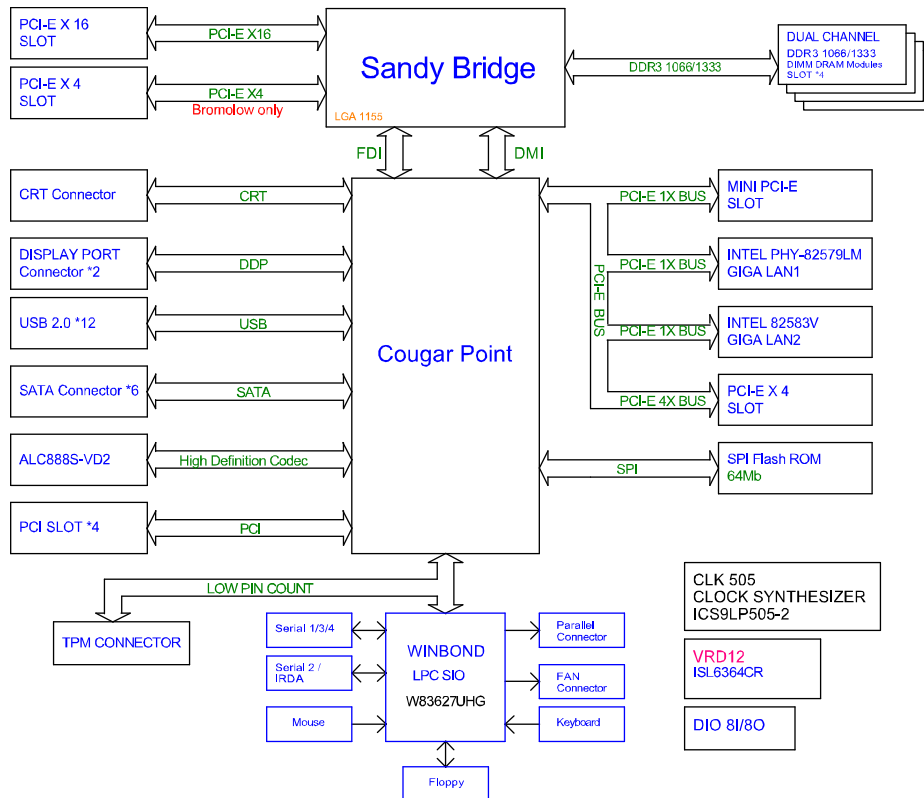 PCI-E X 16
SLOT
PCI-E X16
PCI-E X 4
SLOT
PCI-E X4
Bromolow only
Sandy Bridge
LGA 1155
DDR3 1066/1333
DUAL CHANNEL
DDR3 1066/1333
DIMM DRAM Modules
SLOT *4
FDI
DMI
CRT Connector
CRT
DISPLAY PORT
Connector *2
DDP
USB 2.0 *12
USB
SATA Connector *6
SATA
ALC888S-VD2
High Definition Codec
PCI SLOT *4
PCI
Cougar Point
PCI-E BUS
PCI-E 1X BUS
MINI PCI-E
SLOT
PCI-E 1X BUS
INTEL PHY-82579LM
GIGA LAN1
PCI-E 1X BUS
INTEL 82583V
GIGA LAN2
PCI-E 4X BUS
PCI-E X 4
SLOT
SPI
SPI Flash ROM
64Mb
LOW PIN COUNT
TPM CONNECTOR
Serial 1/3/4
Serial 2 /
IRDA
Mouse
WINBOND
LPC SIO
W83627UHG
Parallel
Connector
FAN
Connector
Keyboard
Floppy
CLK 505
CLOCK SYNTHESIZER
ICS9LP505-2
VRD12
ISL6364CR
DIO 8I/8O